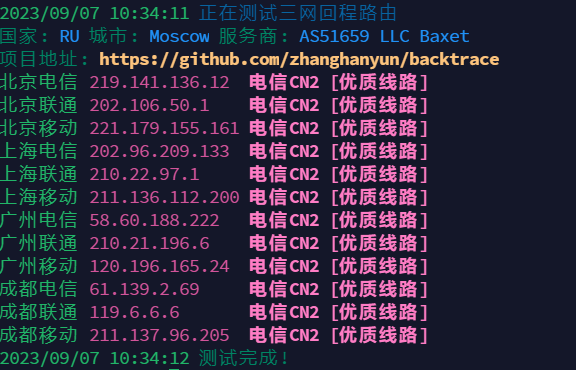 2023/09/07 10:34:11 正在测试三网回程路由
国家: RU 城市: Moscow 服务商: AS51659 LLC Baxet
项目地址: https://github.com/zhanghanyun/backtrace
北京电信 219.141.136.12 电信CN2 [优质线路]
北京联通 202.106.50.1 电信CN2 [优质线路]
北京移动 221.179.155.161 电信CN2 [优质线路]
上海电信 202.96.209.133 电信CN2 [优质线路]
上海联通 210.22.97.1 电信CN2 [优质线路]
上海移动 211.136.112.200 电信CN2 [优质线路]
广州电信 58.60.188.222 电信CN2 [优质线路]
广州联通 210.21.196.6 电信CN2 [优质线路]
广州移动 120.196.165.24 电信CN2 [优质线路]
成都电信 61.139.2.69 电信CN2 [优质线路]
成都联通 119.6.6.6 电信CN2 [优质线路]
成都移动 211.137.96.205 电信CN2 [优质线路]
2023/09/07 10:34:12 测试完成!